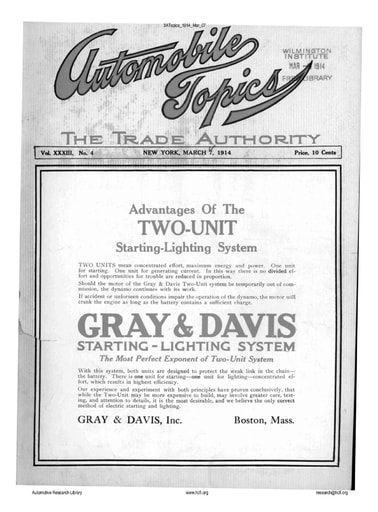 3ATopics_1914_Mar_07
Automobile
Topics
WILMINGTON
INSTITUTE
MAR - 1914
FREE LIBRARY
THE TRADE AUTHORITY
Vol. XXXIII, No. 4 NEW YORK, MARCH 7, 1914 Price, 10 Cents
Advantages Of The
TWO-UNIT
Starting-Lighting System
TWO UNITS mean concentrated effort, maximum energy and power. One unit
for starting. One unit for generating current. In this way there is no divided ef-
fort and opportunities for trouble are reduced in proportion.
Should the motor of the Gray & Davis Two-Unit system be temporarily out of com-
mission, the dynamo continues with its work.
If accident or unforeseen conditions impair the operation of the dynamo, the motor will
crank the engine as long as the battery contains a sufficient charge.
GRAY & DAVIS
STARTING - LIGHTING SYSTEM
The Most Perfect Exponent of Two-Unit System
With this system, both units are designed to protect the weak link in the chain—
the battery. There is one unit for starting—one unit for lighting—concentrated ef-
fort, which results in highest efficiency.
Our experience and experiment with both principles have proven conclusively, that
while the Two-Unit may be more expensive to build, may involve greater care, test-
ing, and attention to details, it is the most desirable, and we believe the only correct
method of electric starting and lighting.
GRAY & DAVIS, Inc. Boston, Mass.
Automotive Research Library www.hcfi.org research@hcfi.org